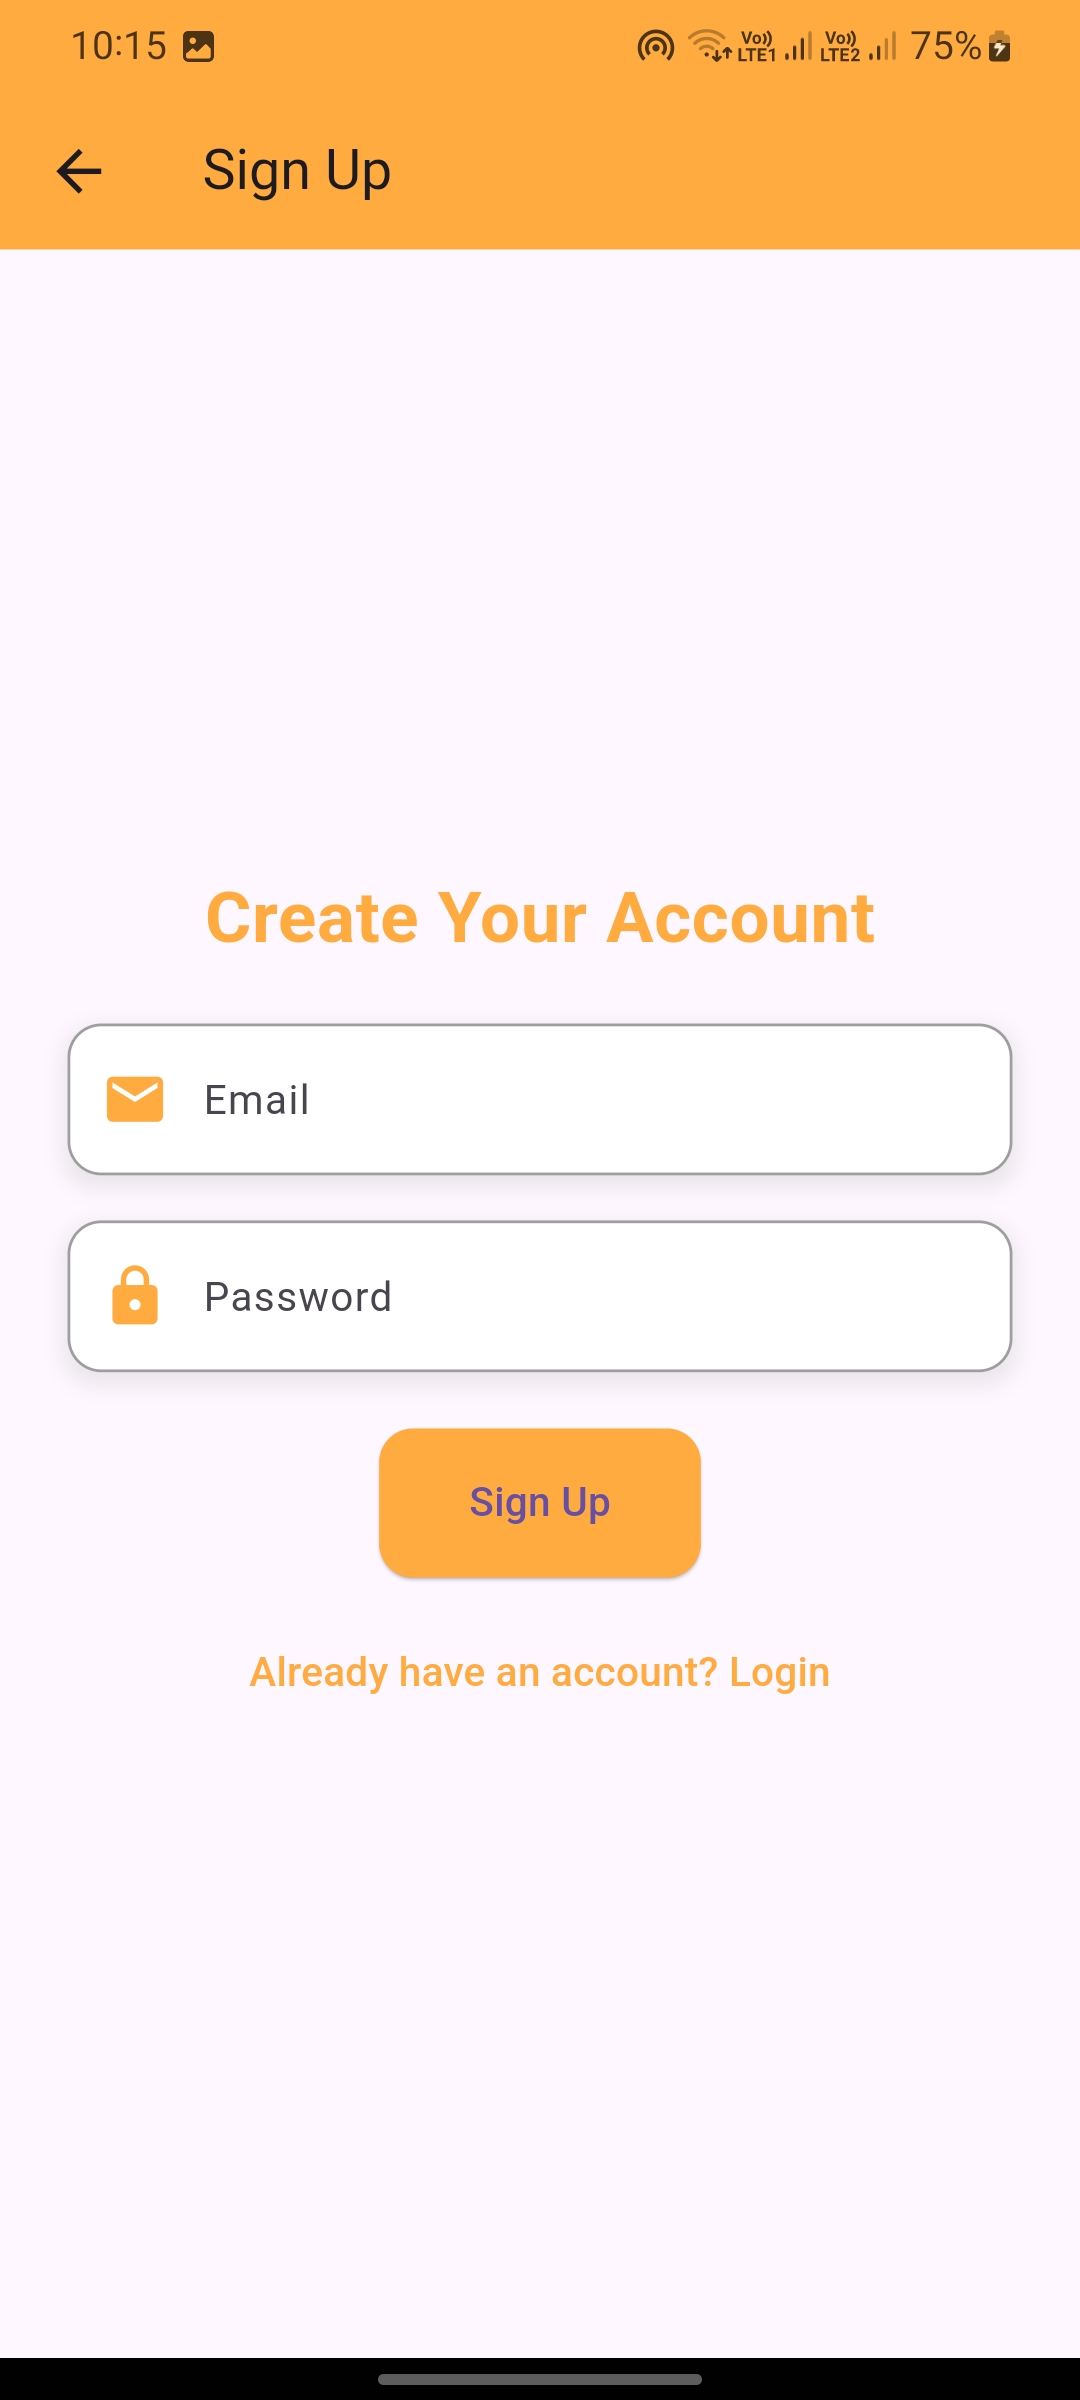 10:15 Vo)) LTE1 Vo)) LTE2 75%
Sign Up
Create Your Account
Email
Password
Sign Up
Already have an account? Login